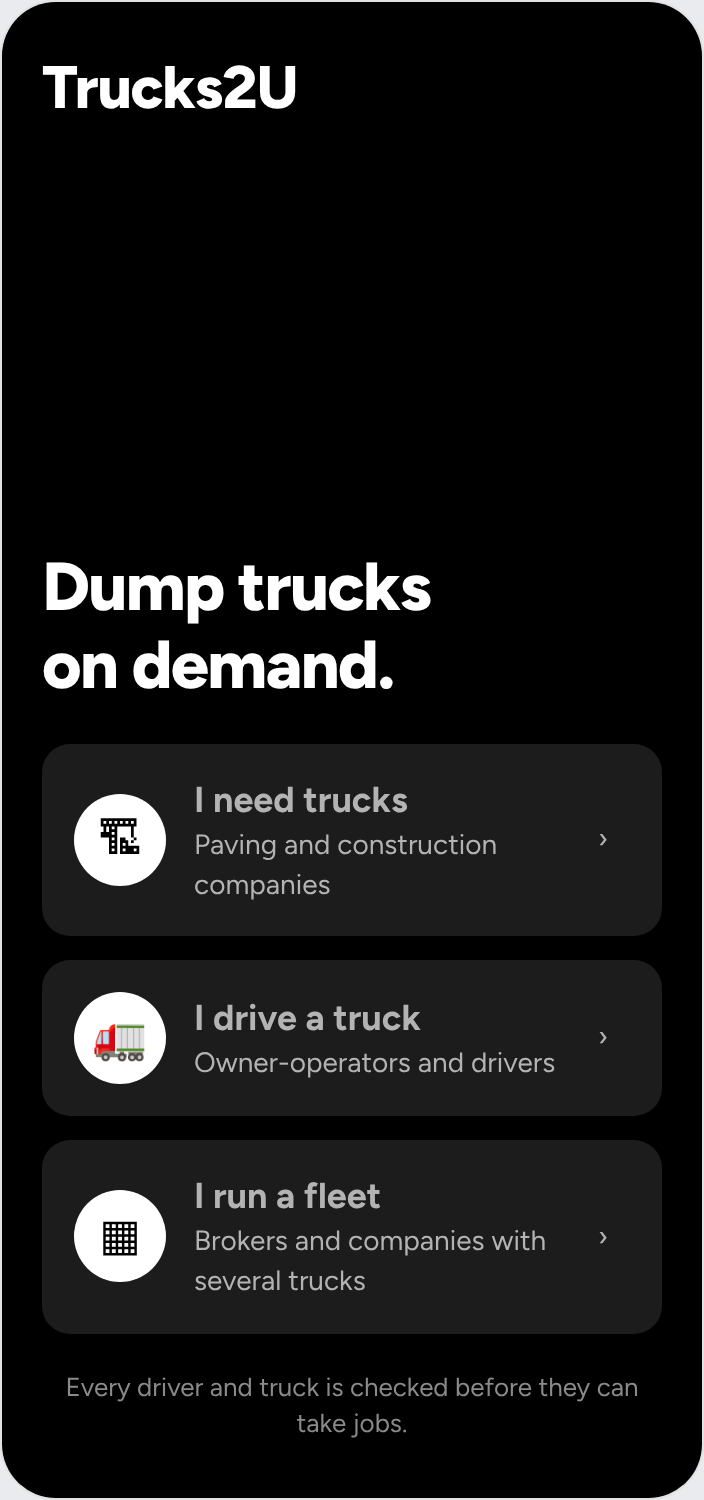 Trucks2U
Dump trucks
on demand.
I need trucks
Paving and construction
companies
›
I drive a truck
Owner-operators and drivers
›
I run a fleet
Brokers and companies with
several trucks
›
Every driver and truck is checked before they can
take jobs.